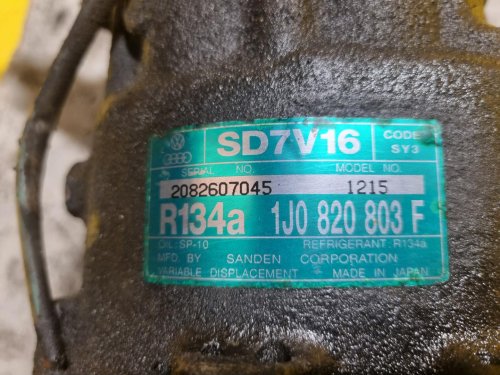 SD7V16
CODE
SY3
SERIAL NO.
MODEL NO.
2082607045
1215
R134a 1J0 820 803 F
OIL: SP-10 REFRIGERANT R134a
MFD. BY SANDEN CORPORATION
VARIABLE DISPLACEMENT MADE IN JAPAN